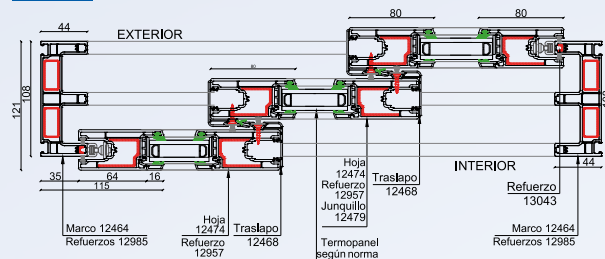 80
80
44
EXTERIOR
80
121
108
INTERIOR
44
35
64
16
115
Hoja
12474
Refuerzo
12957
Junquillo
12479
Traslapo
12468
Refuerzo
13043
Marco 12464
Refuerzos 12985
Hoja
12474
Refuerzo
12957
Traslapo
12468
Termopanel
según norma
Marco 12464
Refuerzos 12985